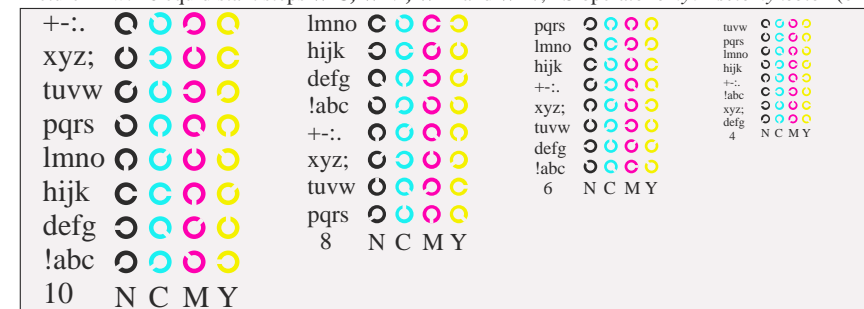 +-:.
xyz;
tuvw
pqrs
lmno
hijk
defg
!abc
10 N C M Y
lmno
hijk
defg
!abc
+-:.
xyz;
tuvw
pqrs
8 N C M Y
pqrs
lmno
hijk
+-:.
xyz;
tuvw
defg
!abc
6 N C M Y
tuvw
pqrs
lmno
hijk
+-:.
!abc
xyz;
defg
4 N C M Y